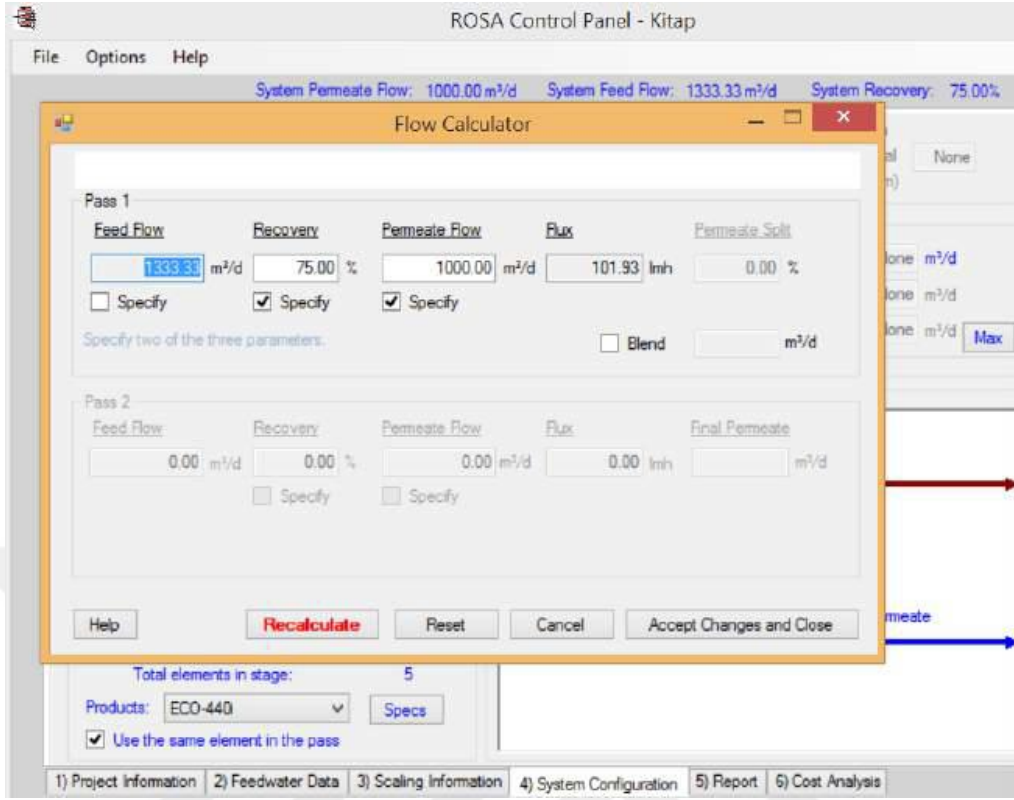 ROSA Control Panel - Kitap
File Options Help
System Permeate Flow: 1000.00 m³/d System Feed Flow: 1333.33 m³/d System Recovery: 75.00%
Flow Calculator
None
Pass 1
Feed Flow Recovery Permeate Flow Flux Permeate Split
1333.33 m³/d 75.00 % 1000.00 m³/d 101.93 lmh 0.00 %
Specify Specify Specify
Specify two of the three parameters.
Blend m³/d
m³/d
m³/d
m³/d Max
Pass 2
Feed Flow Recovery Permeate Flow Flux Final Permeate
0.00 m³/d 0.00 % 0.00 m³/d 0.00 lmh m³/d
Specify Specify
Help Recalculate Reset Cancel Accept Changes and Close
meate
Total elements in stage: 5
Products: ECO-440i Specs
Use the same element in the pass
1) Project Information 2) Feedwater Data 3) Scaling Information 4) System Configuration 5) Report 6) Cost Analysis